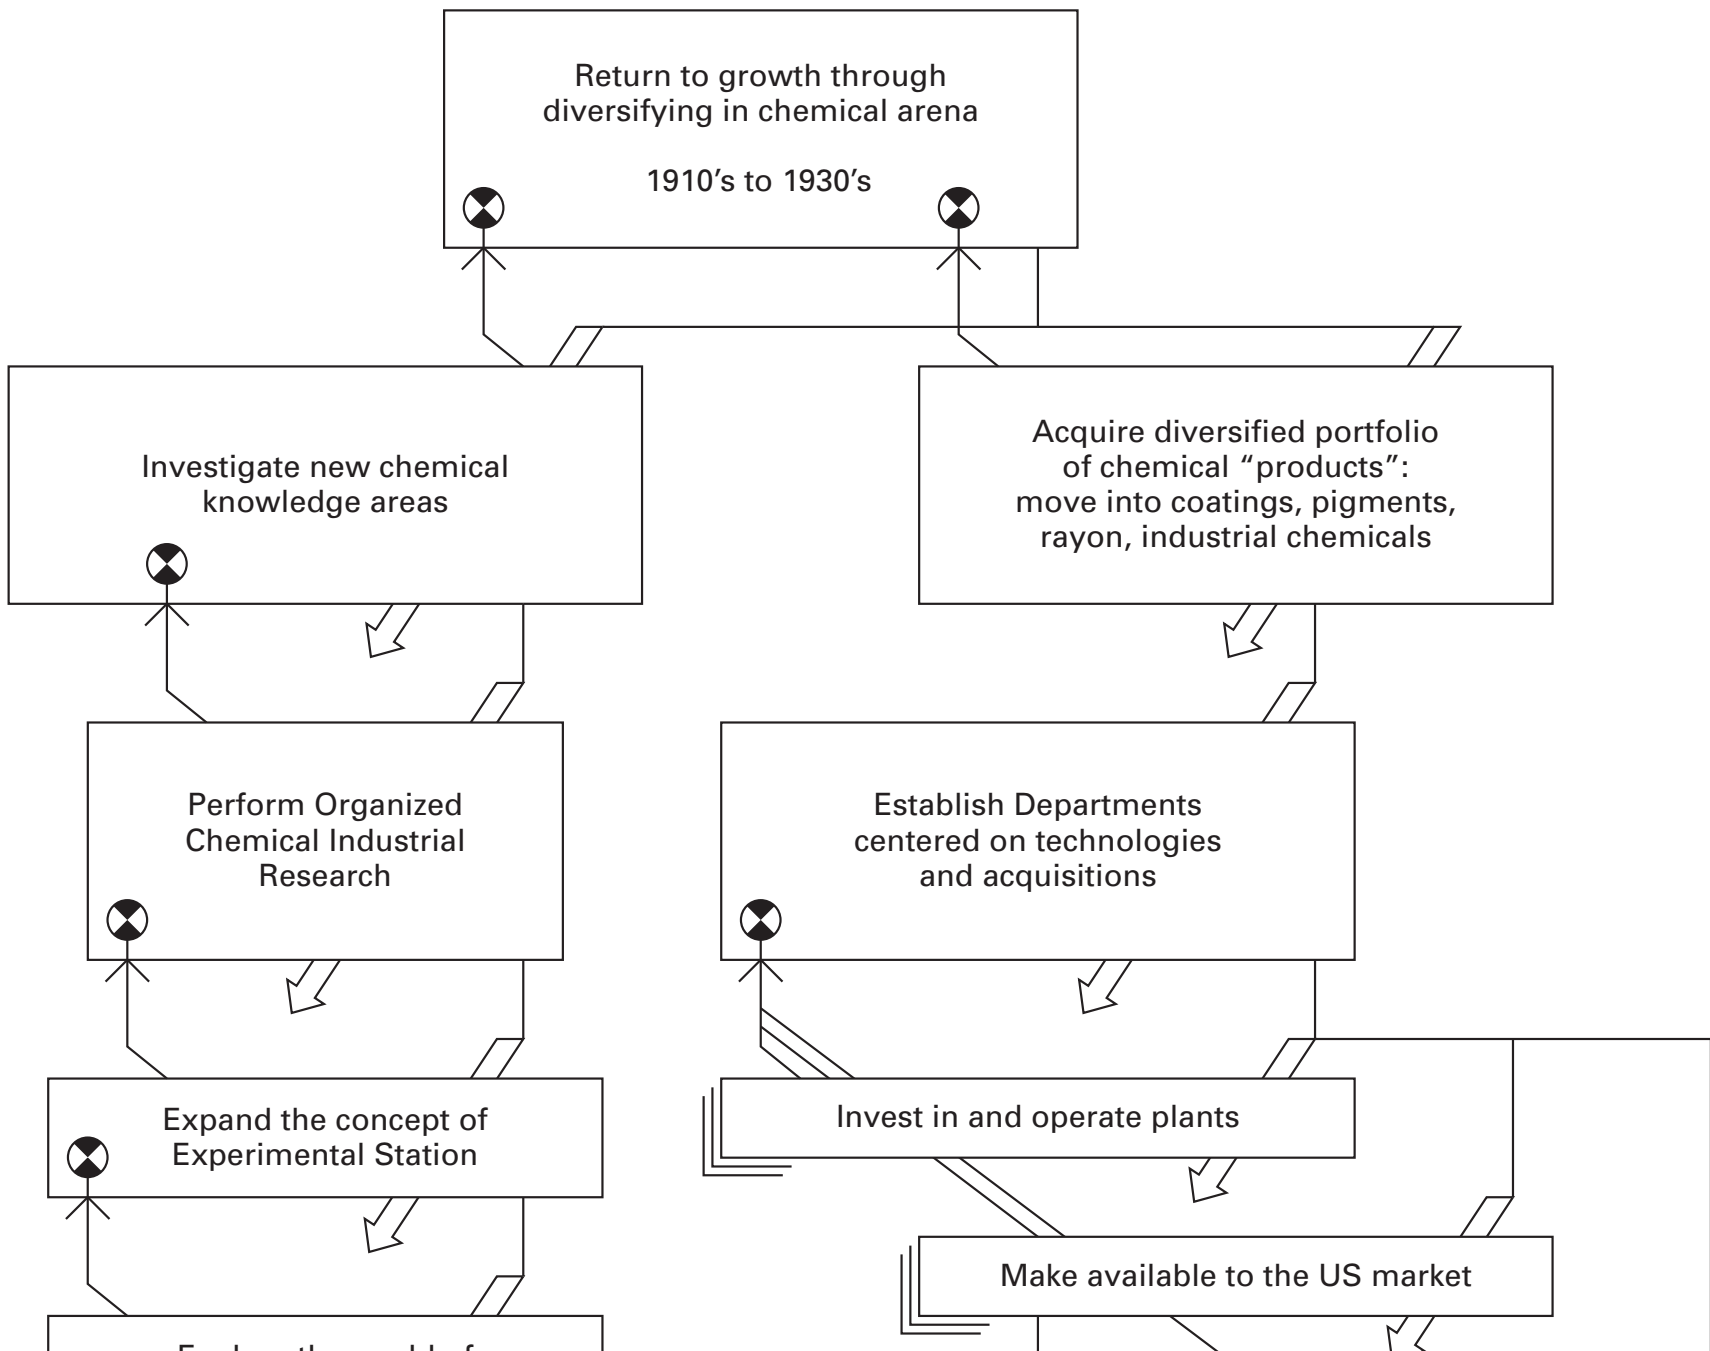 Return to growth through
diversifying in chemical arena
1910’s to 1930’s
Investigate new chemical
knowledge areas
Acquire diversified portfolio
of chemical “products”:
move into coatings, pigments,
rayon, industrial chemicals
Perform Organized
Chemical Industrial
Research
Establish Departments
centered on technologies
and acquisitions
Expand the concept of
Experimental Station
Invest in and operate plants
Make available to the US market